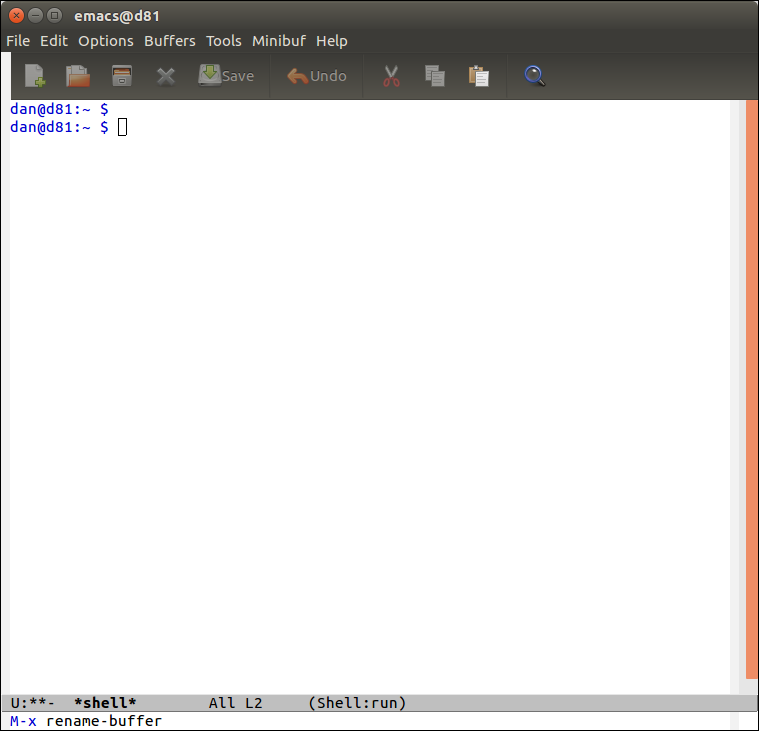 emacs@d81
File Edit Options Buffers Tools Minibuf Help
Save Undo
dan@d81:~ $
dan@d81:~ $
U:**-  *shell*        All L2     (Shell:run)
M-x rename-buffer